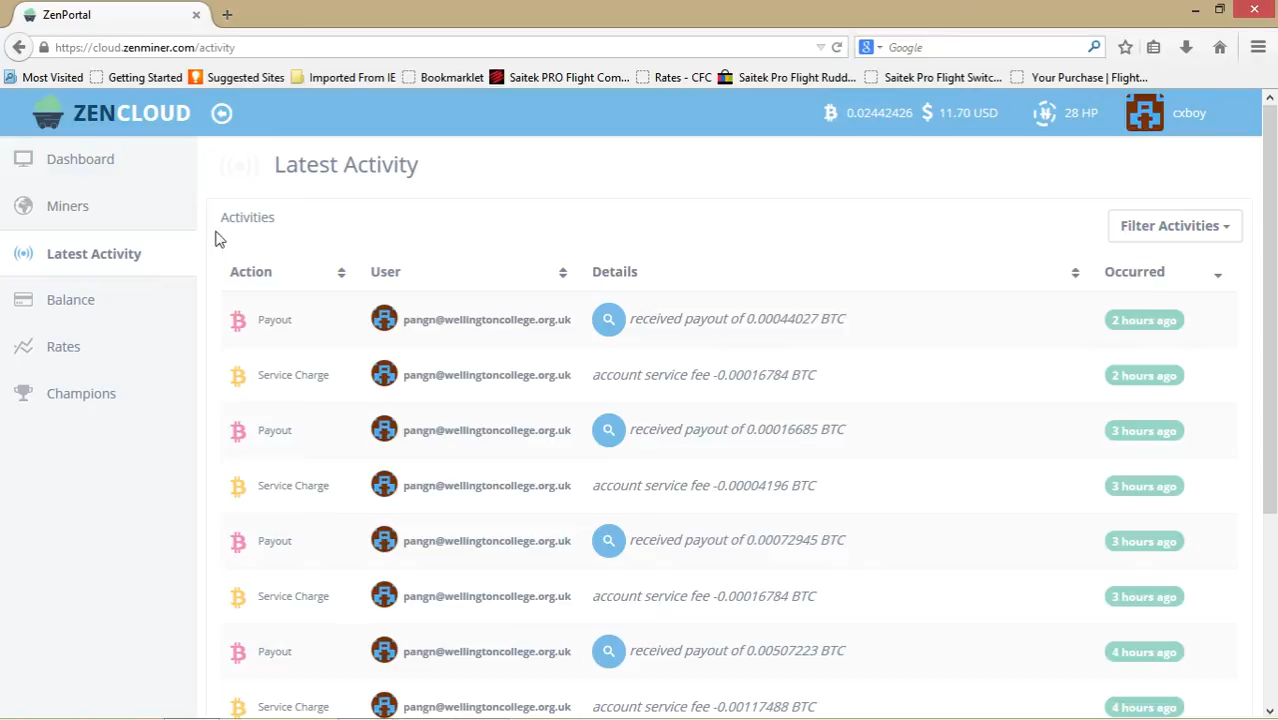 ZenPortal
https://cloud.zenminer.com/activity
Google
Most Visited Getting Started Suggested Sites Imported From IE Bookmarklet Saitek PRO Flight Com... Rates - CFC Saitek Pro Flight Rudd... Saitek Pro Flight Switc... Your Purchase | Flight...
ZENCLOUD 0.02442426 $ 11.70 USD 28 HP cxboy
Dashboard
Miners
Latest Activity
Balance
Rates
Champions
Latest Activity
Activities
Filter Activities
Action User Details Occurred
Payout pangn@wellingtoncollege.org.uk received payout of 0.00044027 BTC 2 hours ago
Service Charge pangn@wellingtoncollege.org.uk account service fee -0.00016784 BTC 2 hours ago
Payout pangn@wellingtoncollege.org.uk received payout of 0.00016685 BTC 3 hours ago
Service Charge pangn@wellingtoncollege.org.uk account service fee -0.00004196 BTC 3 hours ago
Payout pangn@wellingtoncollege.org.uk received payout of 0.00072945 BTC 3 hours ago
Service Charge pangn@wellingtoncollege.org.uk account service fee -0.00016784 BTC 3 hours ago
Payout pangn@wellingtoncollege.org.uk received payout of 0.00507223 BTC 4 hours ago
Service Charge pangn@wellingtoncollege.org.uk account service fee -0.00117488 BTC 4 hours ago